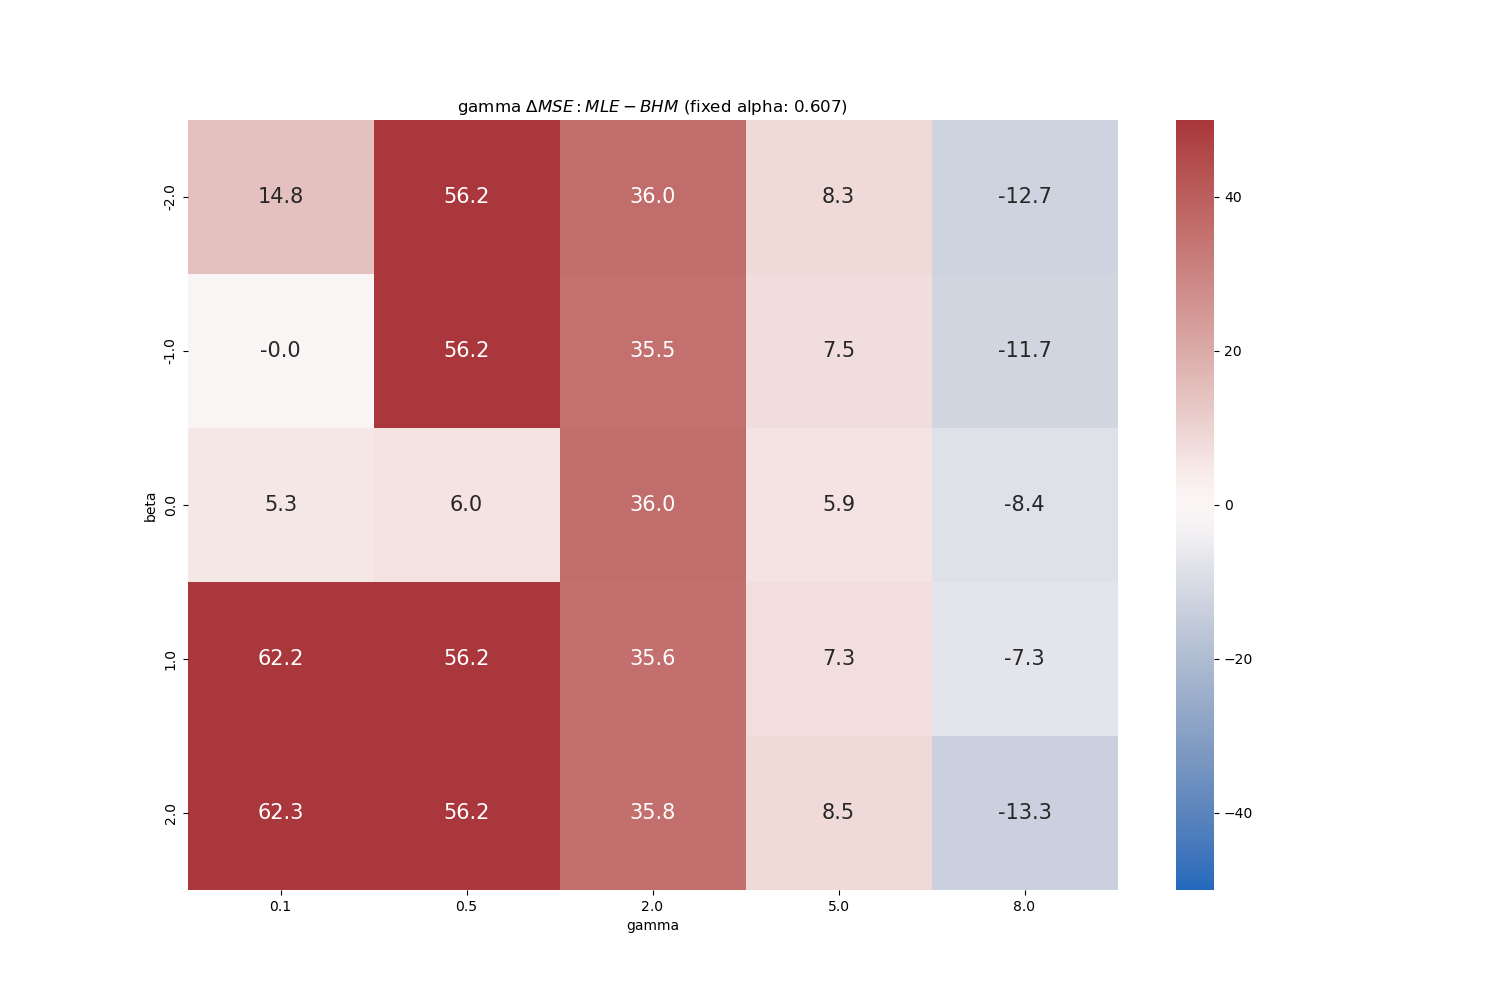 gamma ΔMSE : MLE − BHM (fixed alpha: 0.607)
-2.0 14.8 56.2 36.0 8.3 -12.7
-1.0 -0.0 56.2 35.5 7.5 -11.7
beta
0.0 5.3 6.0 36.0 5.9 -8.4
1.0 62.2 56.2 35.6 7.3 -7.3
2.0 62.3 56.2 35.8 8.5 -13.3
0.1 0.5 2.0 5.0 8.0
gamma
40
20
0
−20
−40